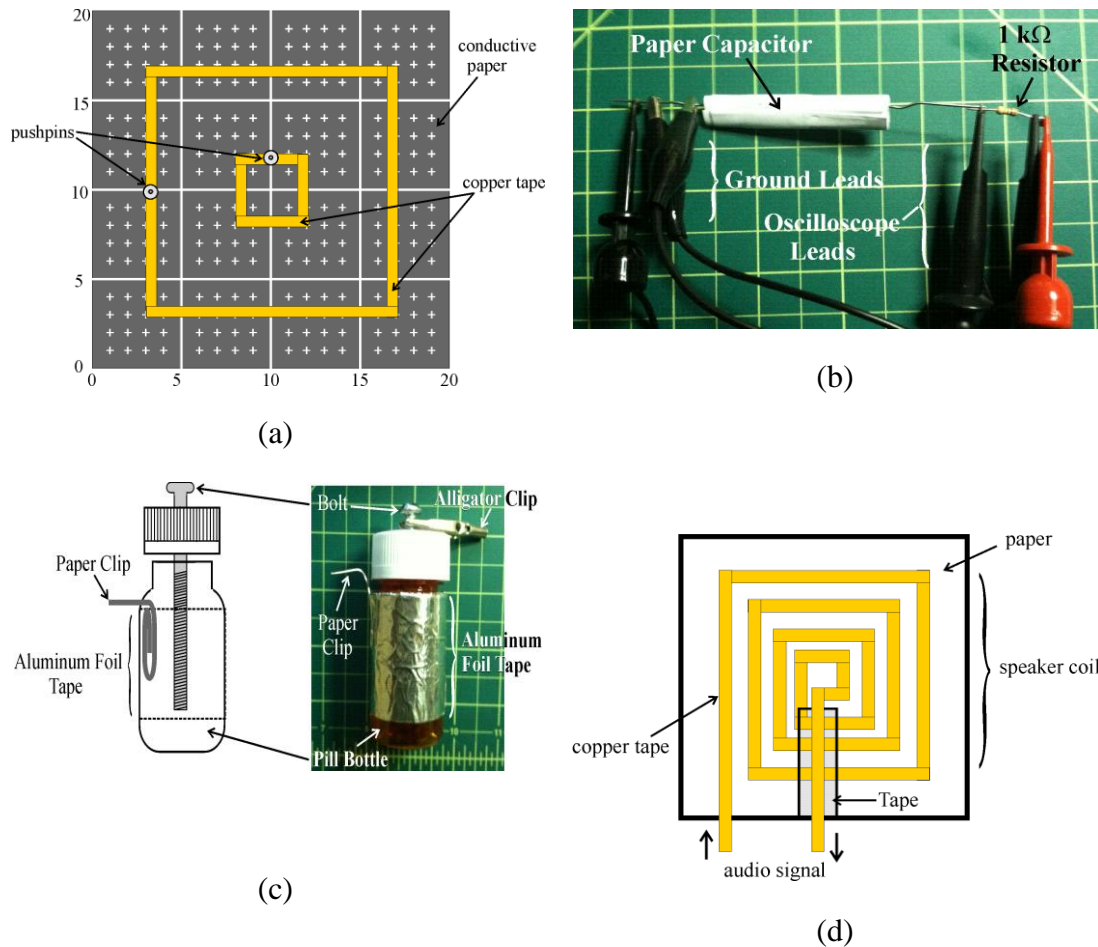 20
15
10
5
0
0
5
10
15
20
conductive
paper
pushpins
copper tape
(a)
Paper Capacitor
1 kΩ
Resistor
Ground Leads
Oscilloscope
Leads
(b)
Bolt
Alligator Clip
Paper Clip
Paper
Clip
Aluminum Foil
Tape
Aluminum
Foil Tape
Pill Bottle
(c)
paper
speaker coil
copper tape
Tape
audio signal
(d)